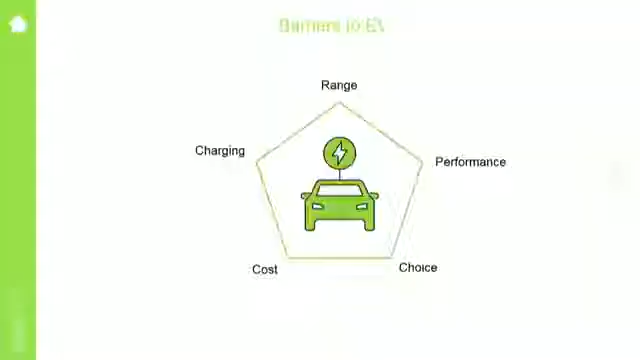 Barriers to EV
Range
Charging
Performance
Cost
Choice